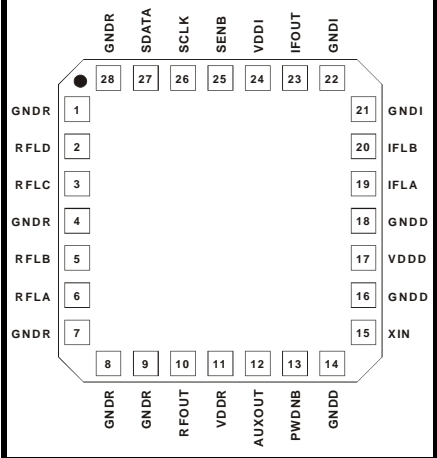 GNDR SDATA SCLK SENB VDDI IFOUT GNDI
28 27 26 25 24 23 22
GNDR 1 21 GNDI
RFLD 2 20 IFLB
RFLC 3 19 IFLA
GNDR 4 18 GNDD
RFLB 5 17 VDDD
RFLA 6 16 GNDD
GNDR 7 15 XIN
8 9 10 11 12 13 14
GNDR GNDR RFOUT VDDR AUXOUT PWDNB GNDD